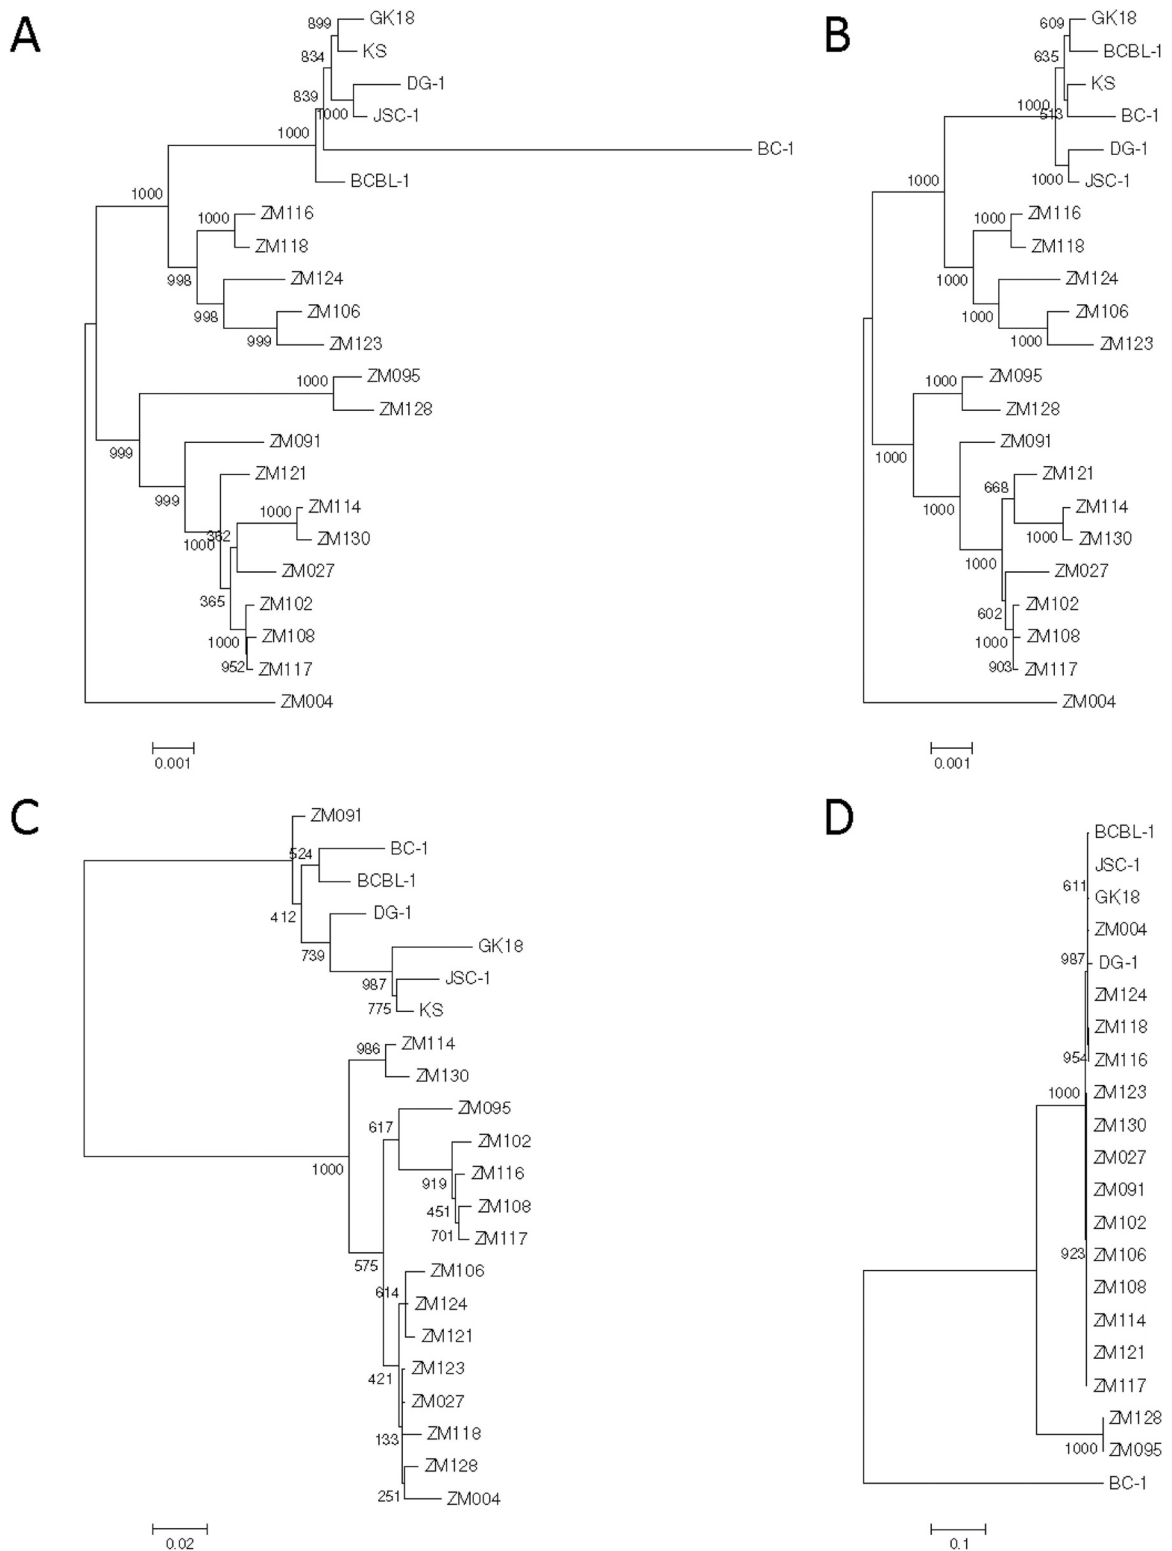 A
GK18
899
KS
834
DG-1
839
1000
JSC-1
1000
BC-1
BCBL-1
1000
ZM116
1000
ZM118
998
ZM124
998
ZM106
999
ZM123
1000
ZM095
ZM128
999
ZM091
999
ZM121
1000
ZM114
1000
362
ZM130
ZM027
365
ZM102
1000
ZM108
952
ZM117
ZM004
0.001
B
609
GK18
635
BCBL-1
KS
1000
513
BC-1
DG-1
1000
JSC-1
1000
ZM116
1000
ZM118
1000
ZM124
1000
ZM106
1000
ZM123
1000
ZM095
ZM128
1000
ZM091
1000
ZM121
668
ZM114
1000
ZM130
1000
ZM027
602
ZM102
1000
ZM108
903
ZM117
ZM004
0.001
C
ZM091
524
BC-1
BCBL-1
412
DG-1
739
GK18
987
JSC-1
775
KS
986
ZM114
ZM130
ZM095
617
ZM102
1000
919
ZM116
451
ZM108
701
ZM117
575
ZM106
614
ZM124
ZM121
421
ZM123
ZM027
133
ZM118
ZM128
251
ZM004
0.02
D
BCBL-1
JSC-1
611
GK18
ZM004
987
DG-1
ZM124
ZM118
954
ZM116
1000
ZM123
ZM130
ZM027
ZM091
ZM102
923
ZM106
ZM108
ZM114
ZM121
ZM117
ZM128
1000
ZM095
BC-1
0.1